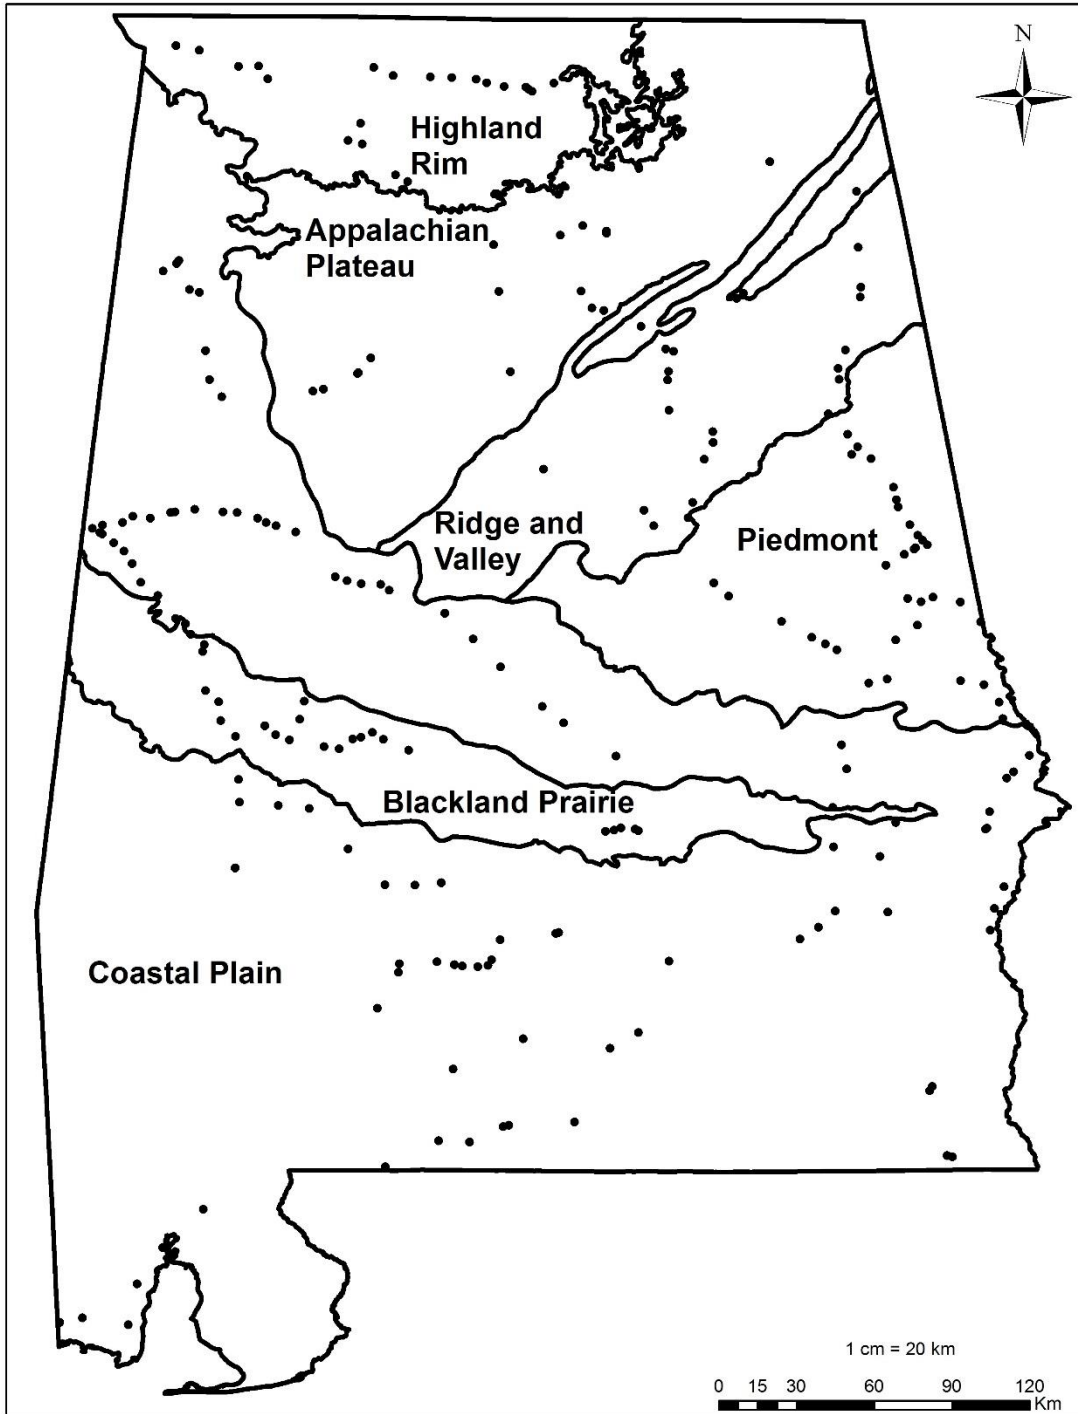 N
Highland
Rim
Appalachian
Plateau
Ridge and
Valley
Piedmont
Blackland Prairie
Coastal Plain
1 cm = 20 km
0 15 30 60 90 120
Km